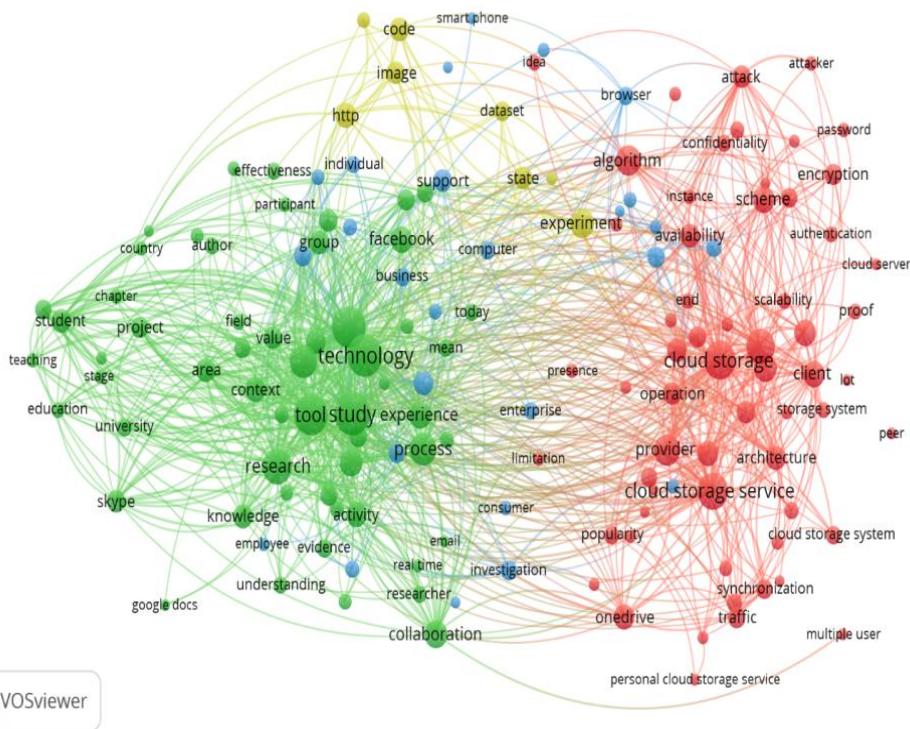 smart phone
code
idea
attacker
image
attack
browser
http
dataset
password
confidentiality
algorithm
effectiveness
individual
support
state
encryption
instance
scheme
participant
experiment
country
author
group
facebook
computer
availability
authentication
cloud server
business
chapter
end
scalability
student
project
field
today
proof
value
mean
teaching
stage
area
technology
presence
cloud storage
client
lot
context
operation
education
university
tool
study
experience
enterprise
storage system
peer
process
provider
research
limitation
architecture
skype
knowledge
activity
consumer
cloud storage service
employee
evidence
email
popularity
cloud storage system
understanding
real time
investigation
google docs
researcher
synchronization
collaboration
onedrive
traffic
multiple user
personal cloud storage service
VOSviewer